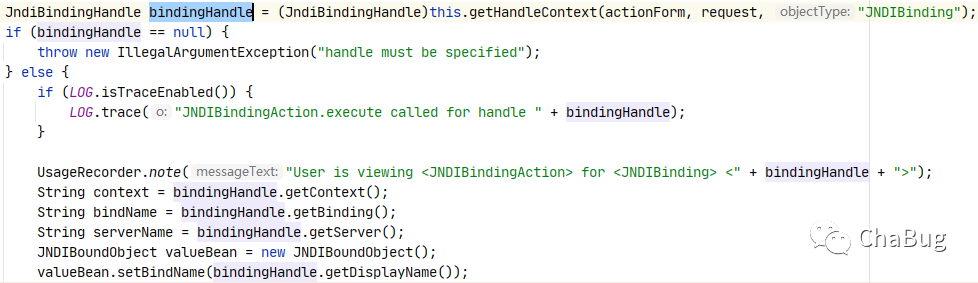 JndiBindingHandle bindingHandle = (JndiBindingHandle)this.getHandleContext(actionForm, request, objectType: "JNDIBinding");
if (bindingHandle == null) {
    throw new IllegalArgumentException("handle must be specified");
} else {
    if (LOG.isTraceEnabled()) {
        LOG.trace( o: "JNDIBindingAction.execute called for handle " + bindingHandle);
    }
    UsageRecorder.note( messageText: "User is viewing <JNDIBindingAction> for <JNDIBinding> <" + bindingHandle + ">");
    String context = bindingHandle.getContext();
    String bindName = bindingHandle.getBinding();
    String serverName = bindingHandle.getServer();
    JNDIBoundObject valueBean = new JNDIBoundObject();
    valueBean.setBindName(bindingHandle.getDisplayName());
ChaBug